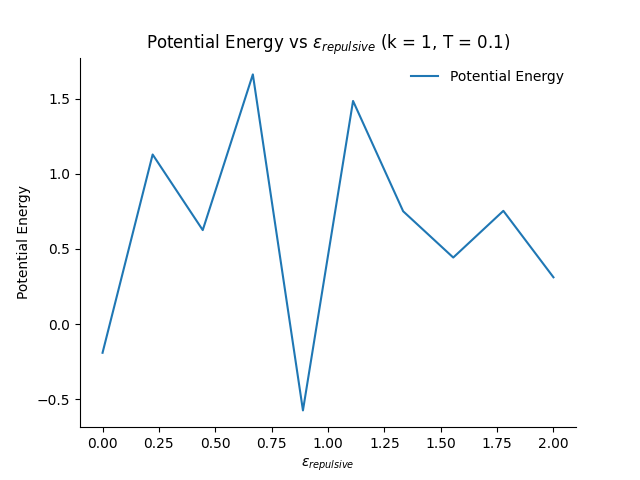 Potential Energy vs ε_repulsive (k = 1, T = 0.1)
Potential Energy
1.5
1.0
0.5
0.0
−0.5
Potential Energy
0.00 0.25 0.50 0.75 1.00 1.25 1.50 1.75 2.00
ε_repulsive